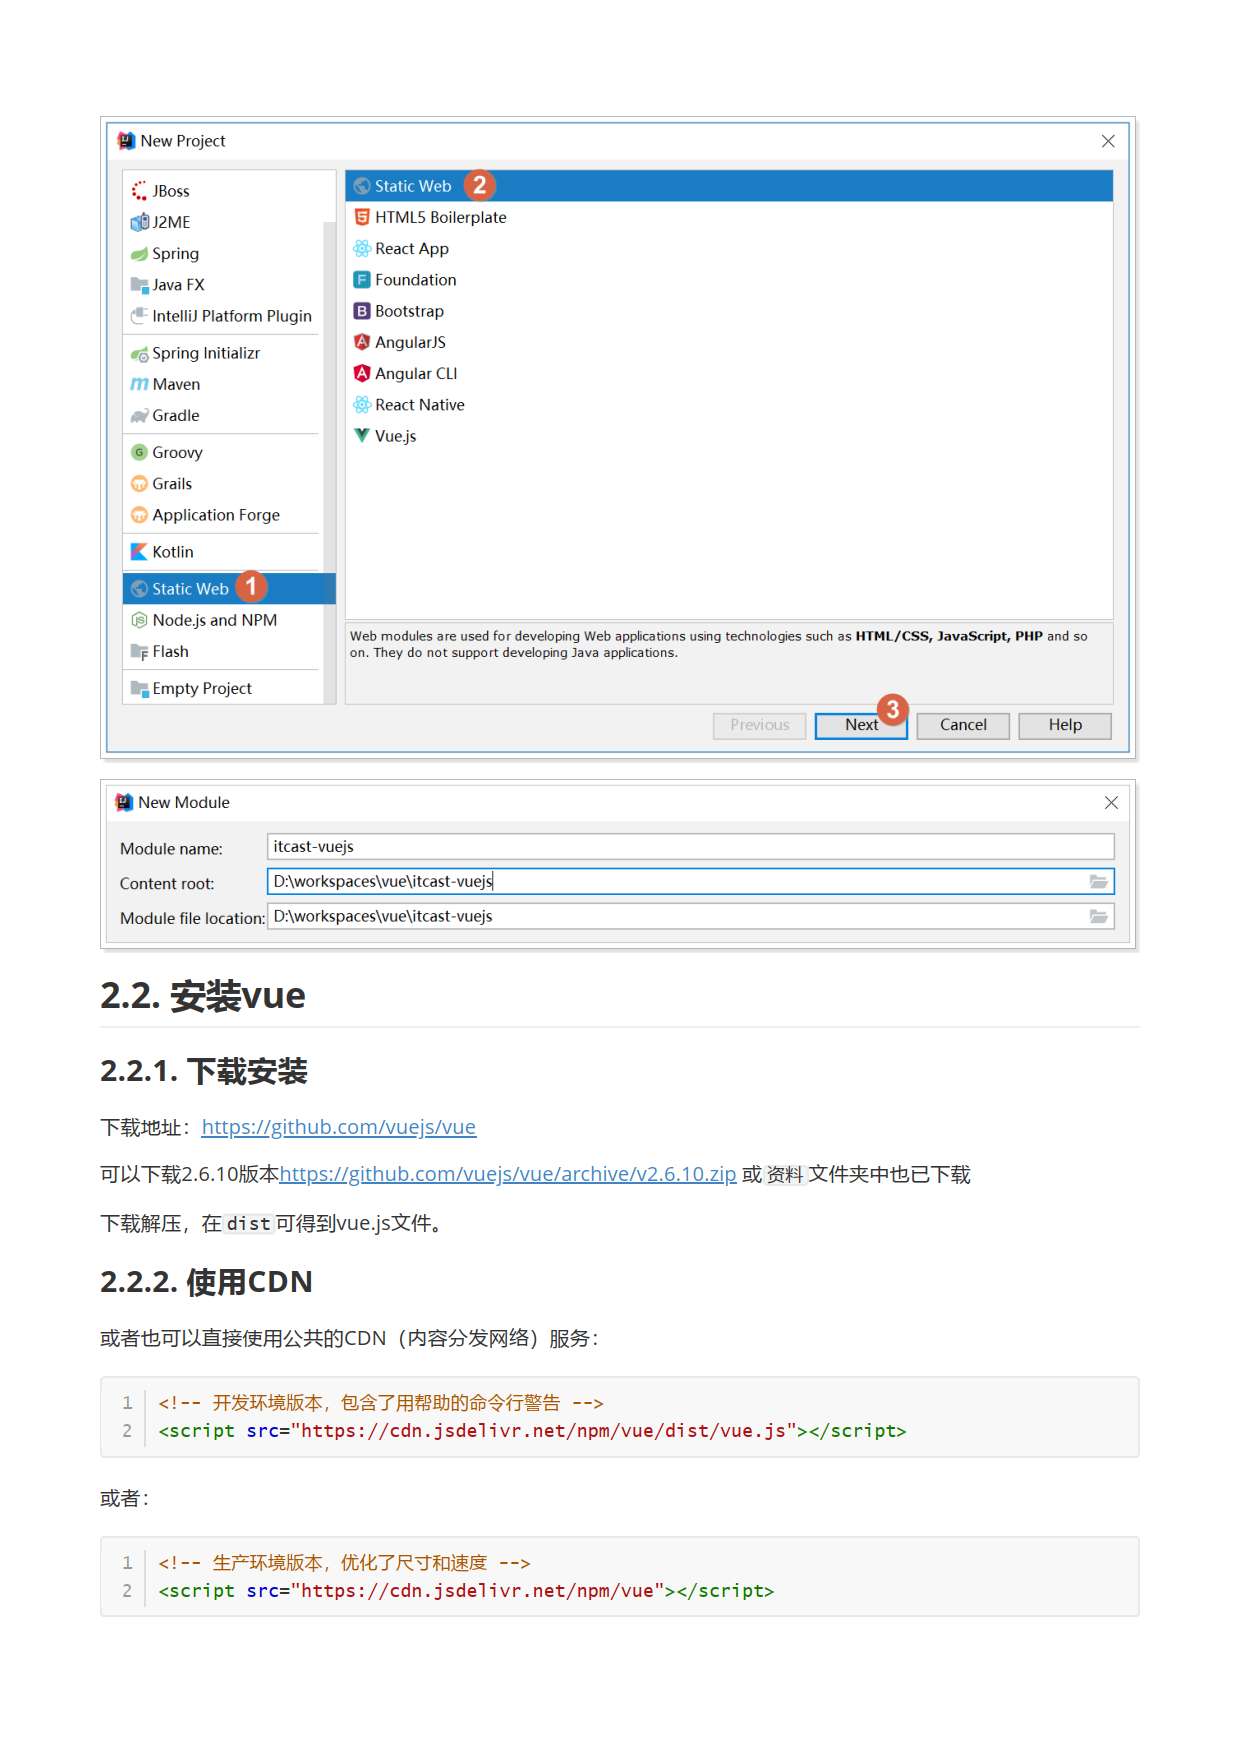 New Project
JBoss
J2ME
Spring
Java FX
IntelliJ Platform Plugin
Spring Initializr
Maven
Gradle
Groovy
Grails
Application Forge
Kotlin
Static Web 1
Node.js and NPM
Flash
Empty Project
Static Web 2
HTML5 Boilerplate
React App
Foundation
Bootstrap
AngularJS
Angular CLI
React Native
Vue.js
Web modules are used for developing Web applications using technologies such as HTML/CSS, JavaScript, PHP and so
on. They do not support developing Java applications.
3
Previous Next Cancel Help
New Module
Module name: itcast-vuejs
Content root: D:\workspaces\vue\itcast-vuejs
Module file location: D:\workspaces\vue\itcast-vuejs
2.2. 安装vue
2.2.1. 下载安装
下载地址：https://github.com/vuejs/vue
可以下载2.6.10版本https://github.com/vuejs/vue/archive/v2.6.10.zip 或 资料 文件夹中也已下载
下载解压，在 dist 可得到vue.js文件。
2.2.2. 使用CDN
或者也可以直接使用公共的CDN（内容分发网络）服务：
1 <!-- 开发环境版本，包含了用帮助的命令行警告 -->
2 <script src="https://cdn.jsdelivr.net/npm/vue/dist/vue.js"></script>
或者：
1 <!-- 生产环境版本，优化了尺寸和速度 -->
2 <script src="https://cdn.jsdelivr.net/npm/vue"></script>